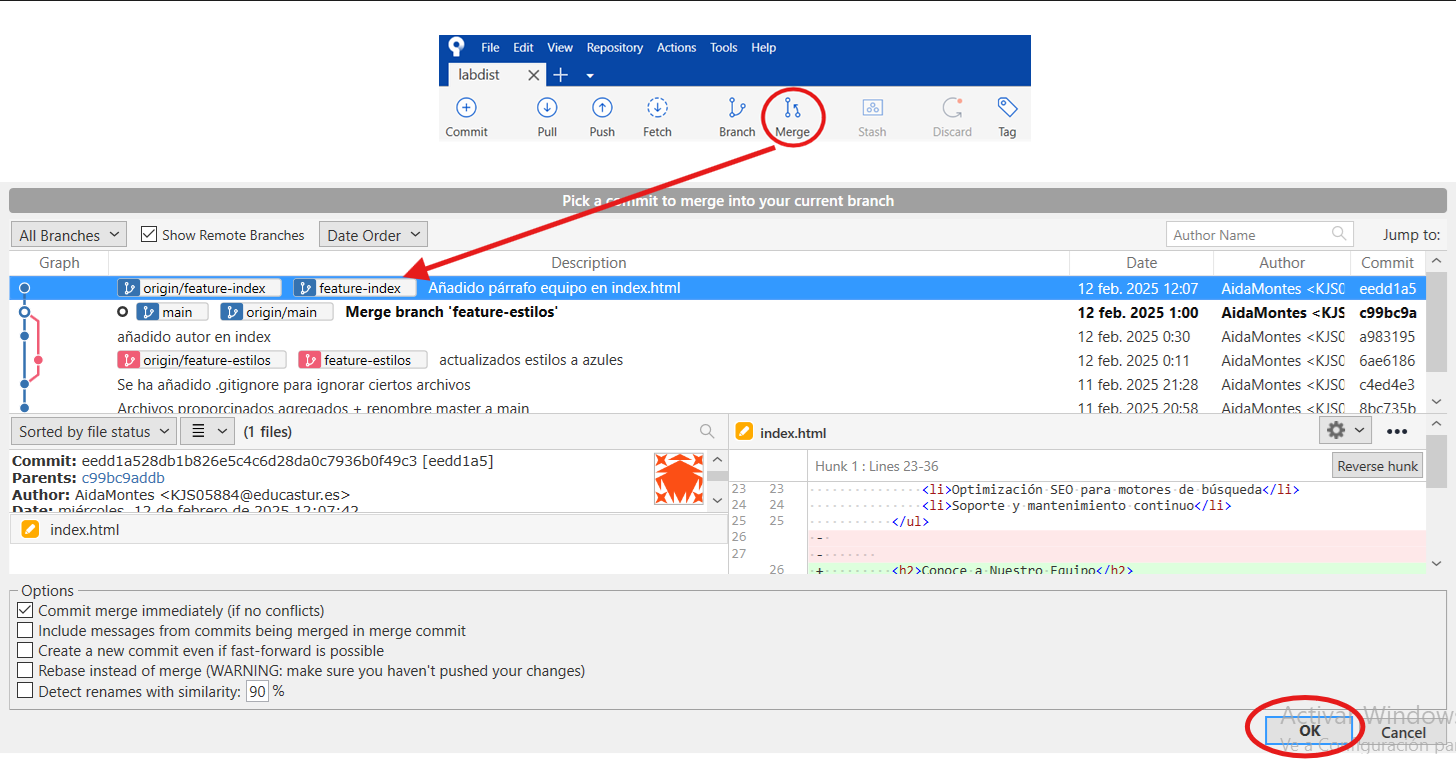 File Edit View Repository Actions Tools Help
labdist
Commit Pull Push Fetch Branch Merge Stash Discard Tag
Pick a commit to merge into your current branch
All Branches Show Remote Branches Date Order Author Name Jump to:
Graph Description Date Author Commit
origin/feature-index feature-index Añadido párrafo equipo en index.html 12 feb. 2025 12:07 AidaMontes <KJS( eedd1a5
main origin/main Merge branch 'feature-estilos' 12 feb. 2025 1:00 AidaMontes <KJS c99bc9a
añadido autor en index 12 feb. 2025 0:30 AidaMontes <KJS0 a983195
origin/feature-estilos feature-estilos actualizados estilos a azules 12 feb. 2025 0:11 AidaMontes <KJS0 6ae6186
Se ha añadido .gitignore para ignorar ciertos archivos 11 feb. 2025 21:28 AidaMontes <KJS0 c4ed4e3
Archivos proporcinados agregados + renombre master a main 11 feb. 2025 20:58 AidaMontes <KJS0 8bc735b
Sorted by file status (1 files)
Commit: eedd1a528db1b826e5c4c6d28da0c7936b0f49c3 [eedd1a5]
Parents: c99bc9addb
Author: AidaMontes <KJS05884@educastur.es>
Date: miércoles, 12 de febrero de 2025 12:07:42
index.html
index.html
Hunk 1 : Lines 23-36 Reverse hunk
23 23 <li>Optimización·SEO·para·motores·de·búsqueda</li>
24 24 <li>Soporte·y·mantenimiento·continuo</li>
25 25 </ul>
26 -
27 -
26 + <h2>Conoce·a·Nuestro·Equipo</h2>
Options
Commit merge immediately (if no conflicts)
Include messages from commits being merged in merge commit
Create a new commit even if fast-forward is possible
Rebase instead of merge (WARNING: make sure you haven't pushed your changes)
Detect renames with similarity: 90 %
Activar Windows
Ve a Configuración pa
OK Cancel